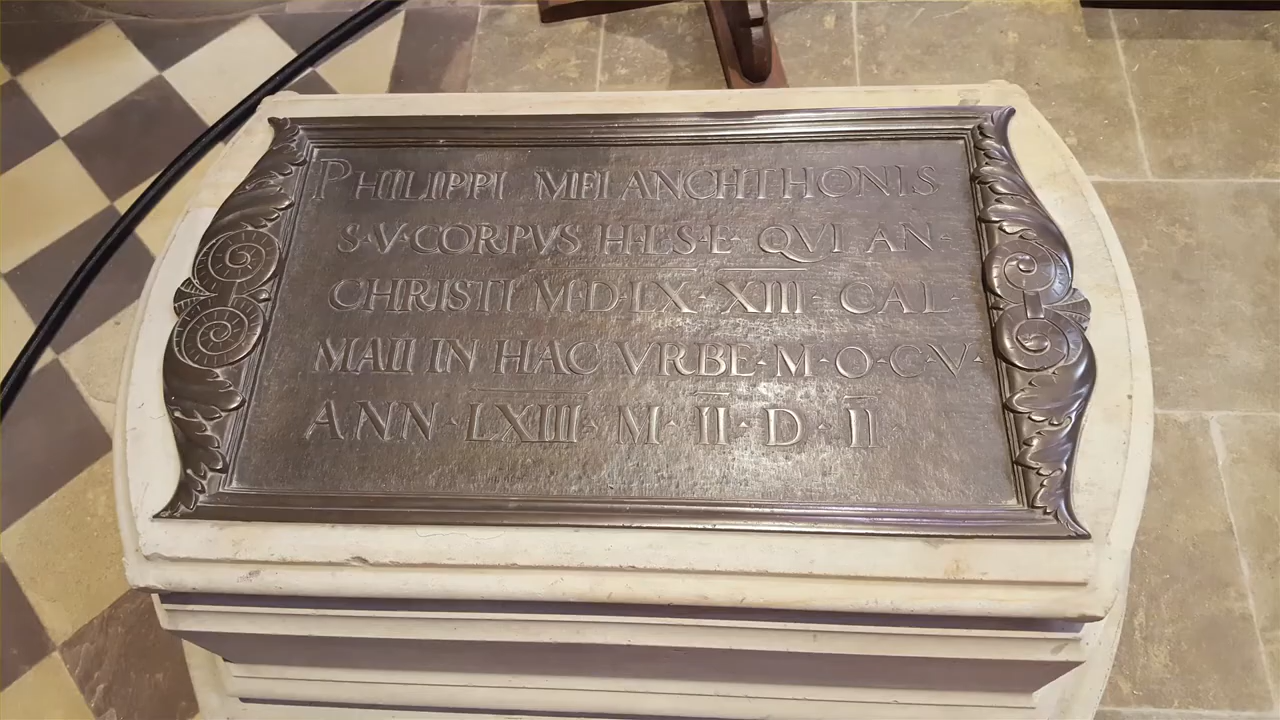 PHILIPPI MELANCHTHONIS
S·V·CORPVS H·L·S·E· QVI AN·
CHRISTI M·D·LX·XIII· CAL·
MAII IN HAC VRBE·M·O·C·V·
ANN·LXIII·M·II·D·II